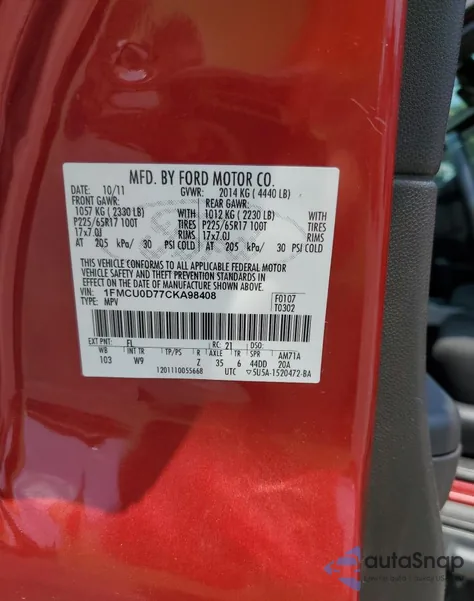 MFD. BY FORD MOTOR CO.
DATE: 10/11 GVWR: 2014 KG ( 4440 LB)
FRONT GAWR: REAR GAWR:
1057 KG ( 2330 LB) WITH 1012 KG ( 2230 LB) WITH
P225/65R17 100T TIRES P225/65R17 100T TIRES
17x7.0J RIMS 17x7.0J RIMS
AT 205 kPa/ 30 PSI COLD AT 205 kPa/ 30 PSI COLD
THIS VEHICLE CONFORMS TO ALL APPLICABLE FEDERAL MOTOR
VEHICLE SAFETY AND THEFT PREVENTION STANDARDS IN
EFFECT ON THE DATE OF MANUFACTURE SHOWN ABOVE.
VIN: 1FMCU0D77CKA98408 F0107
TYPE: MPV T0302
EXT PNT: FL RC: 21 DSO:
WB INT TR TP/PS R AXLE TR SPR AM71A
103 W9 Z 35 6 44DD 20A
1201110055668 UTC ▽5U5A-1520472-BA
autaSnap